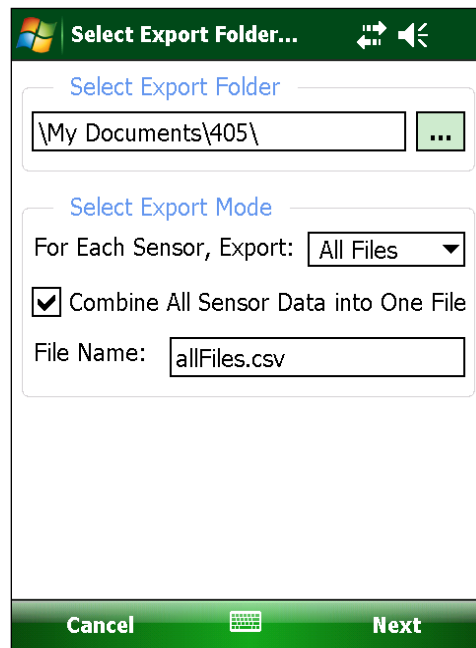 Select Export Folder...
Select Export Folder
\My Documents\405\
...
Select Export Mode
For Each Sensor, Export: All Files
Combine All Sensor Data into One File
File Name: allFiles.csv
Cancel Next